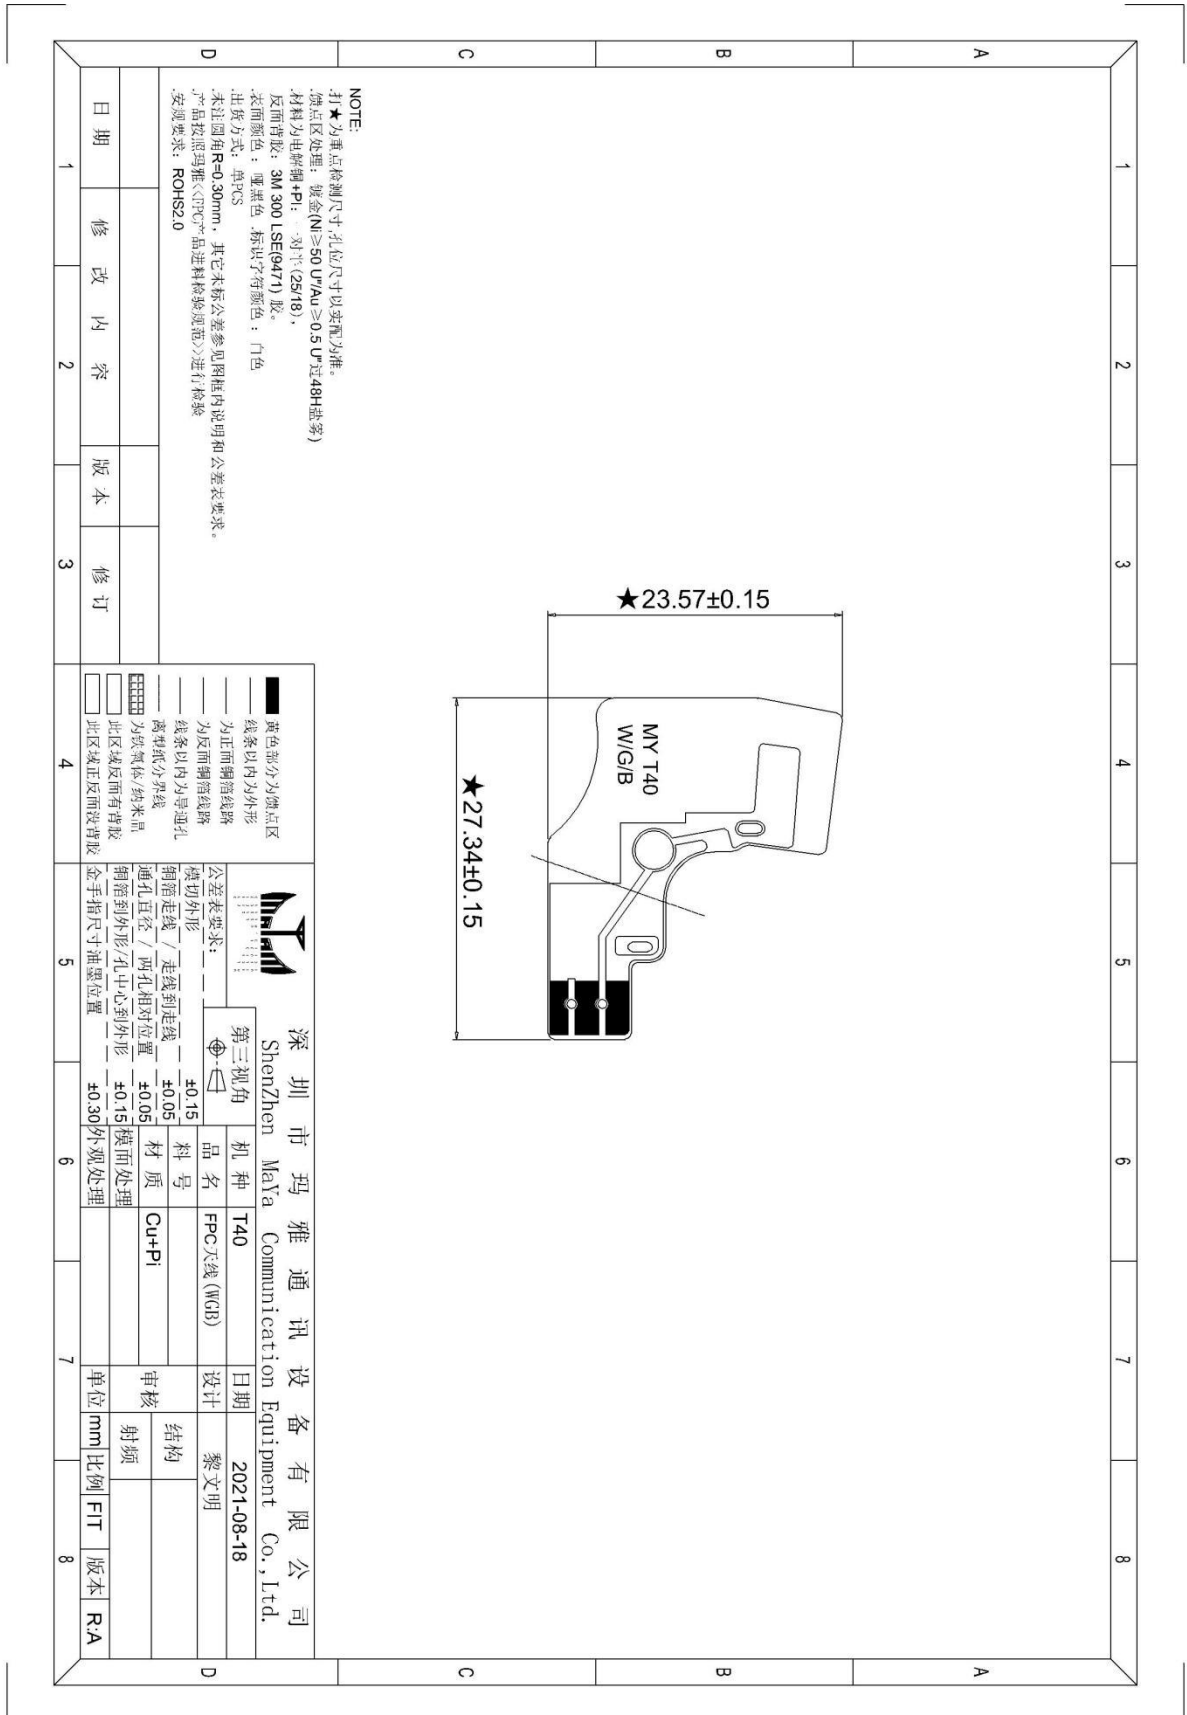 A
B
C
D
1
2
3
4
5
6
7
8
★23.57±0.15
MY T40
W/G/B
★27.34±0.15
NOTE:
.打★为重点检测尺寸,孔位尺寸以实配为准。
.馈点区处理：镀金(Ni≥50 U"/Au≥0.5 U"过48H盐雾)
.材料为电解铜+PI：一对半(25/18)，
反面背胶：3M 300 LSE(9471) 胶。
.表面颜色：哑黑色 .标识字符颜色：白色
.出货方式：单PCS
.未注圆角R=0.30mm，其它未标公差参见图框内说明和公差表要求。
.产品按照玛雅<<FPC产品进料检验规范>>进行检验
.安规要求：ROHS2.0
日期
修改内容
版本
修订
黄色部分为馈点区
线条以内为外形
为正面铜箔线路
为反面铜箔线路
线条以内为导通孔
离型纸分界线
为铁氧体/纳米晶
此区域反面有背胶
此区域正反面没背胶
深圳市玛雅通讯设备有限公司
ShenZhen MaYa Communication Equipment Co.,Ltd.
公差表要求:
模切外形 ±0.15
铜箔走线 / 走线到走线 ±0.05
通孔直径 / 两孔相对位置 ±0.05
铜箔到外形/孔中心到外形 ±0.15
金手指尺寸油墨位置 ±0.30
第三视角
机种 T40
品名 FPC天线(WGB)
料号
材质 Cu+Pi
模面处理
外观处理
日期 2021-08-18
设计 黎文明
审核
结构
射频
单位 mm 比例 FIT 版本 R:A
1
2
3
4
5
6
7
8
A
B
C
D